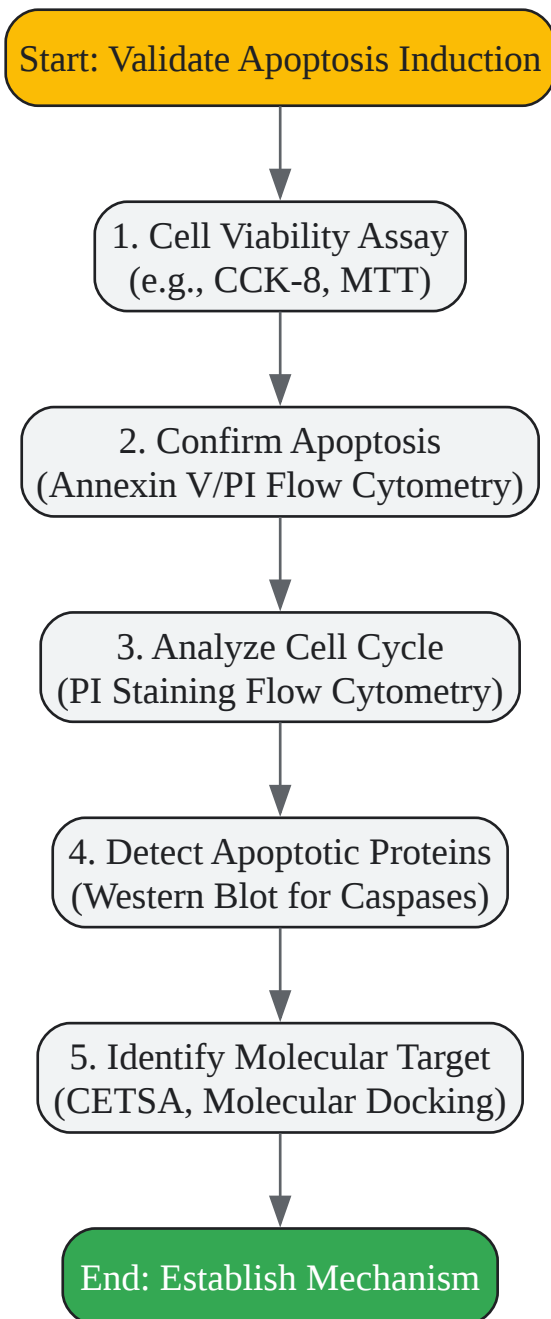 Start: Validate Apoptosis Induction
1. Cell Viability Assay
(e.g., CCK-8, MTT)
2. Confirm Apoptosis
(Annexin V/PI Flow Cytometry)
3. Analyze Cell Cycle
(PI Staining Flow Cytometry)
4. Detect Apoptotic Proteins
(Western Blot for Caspases)
5. Identify Molecular Target
(CETSA, Molecular Docking)
End: Establish Mechanism